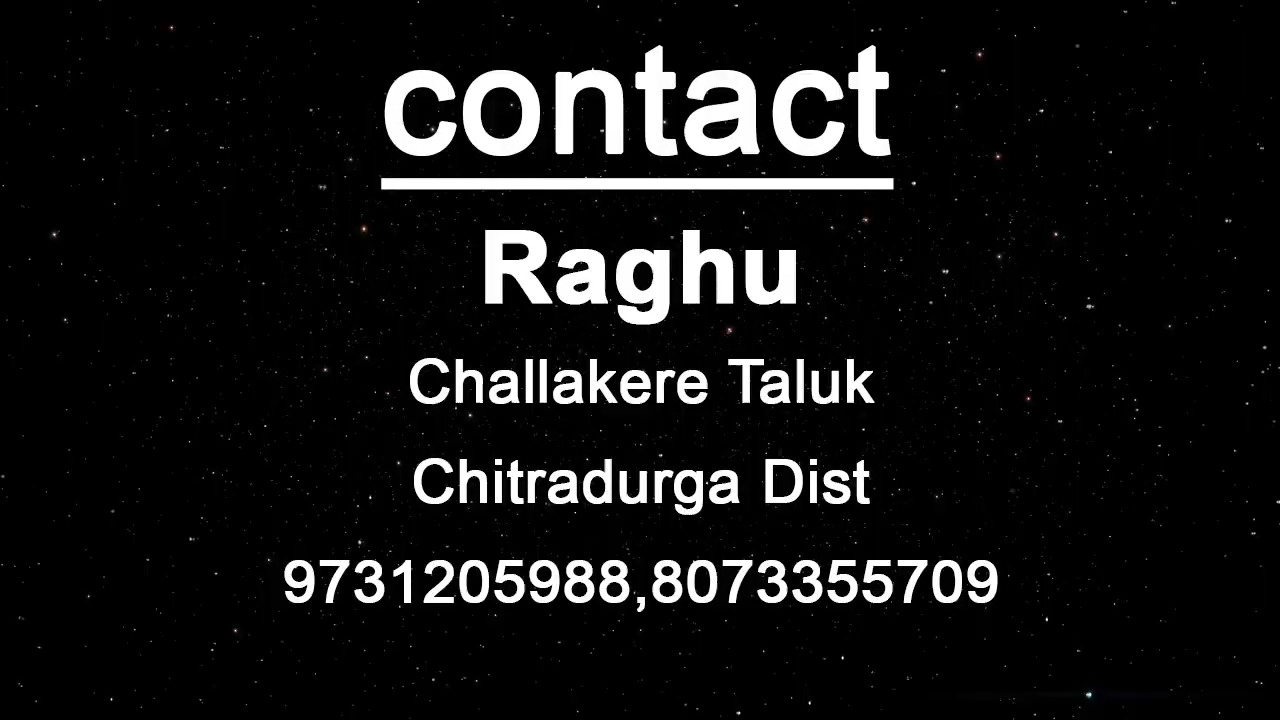 contact
Raghu
Challakere Taluk
Chitradurga Dist
9731205988,8073355709